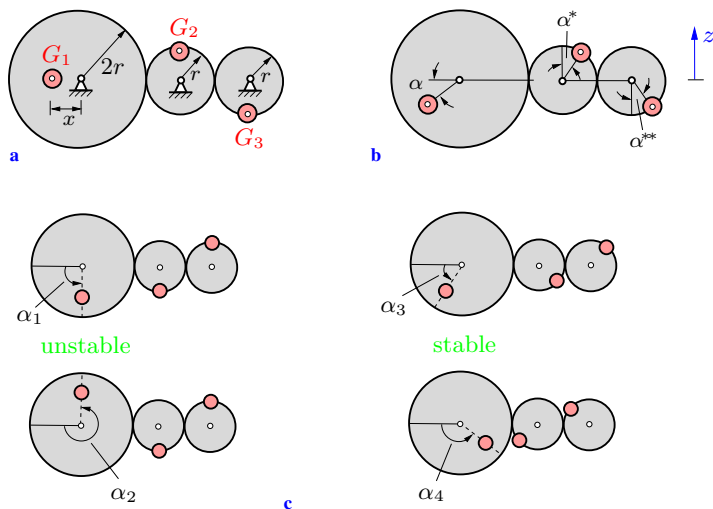 G₁
2r
G₂
r
r
x
G₃
a
α*
α
α**
z
b
α₁
α₃
unstable
stable
α₂
α₄
c